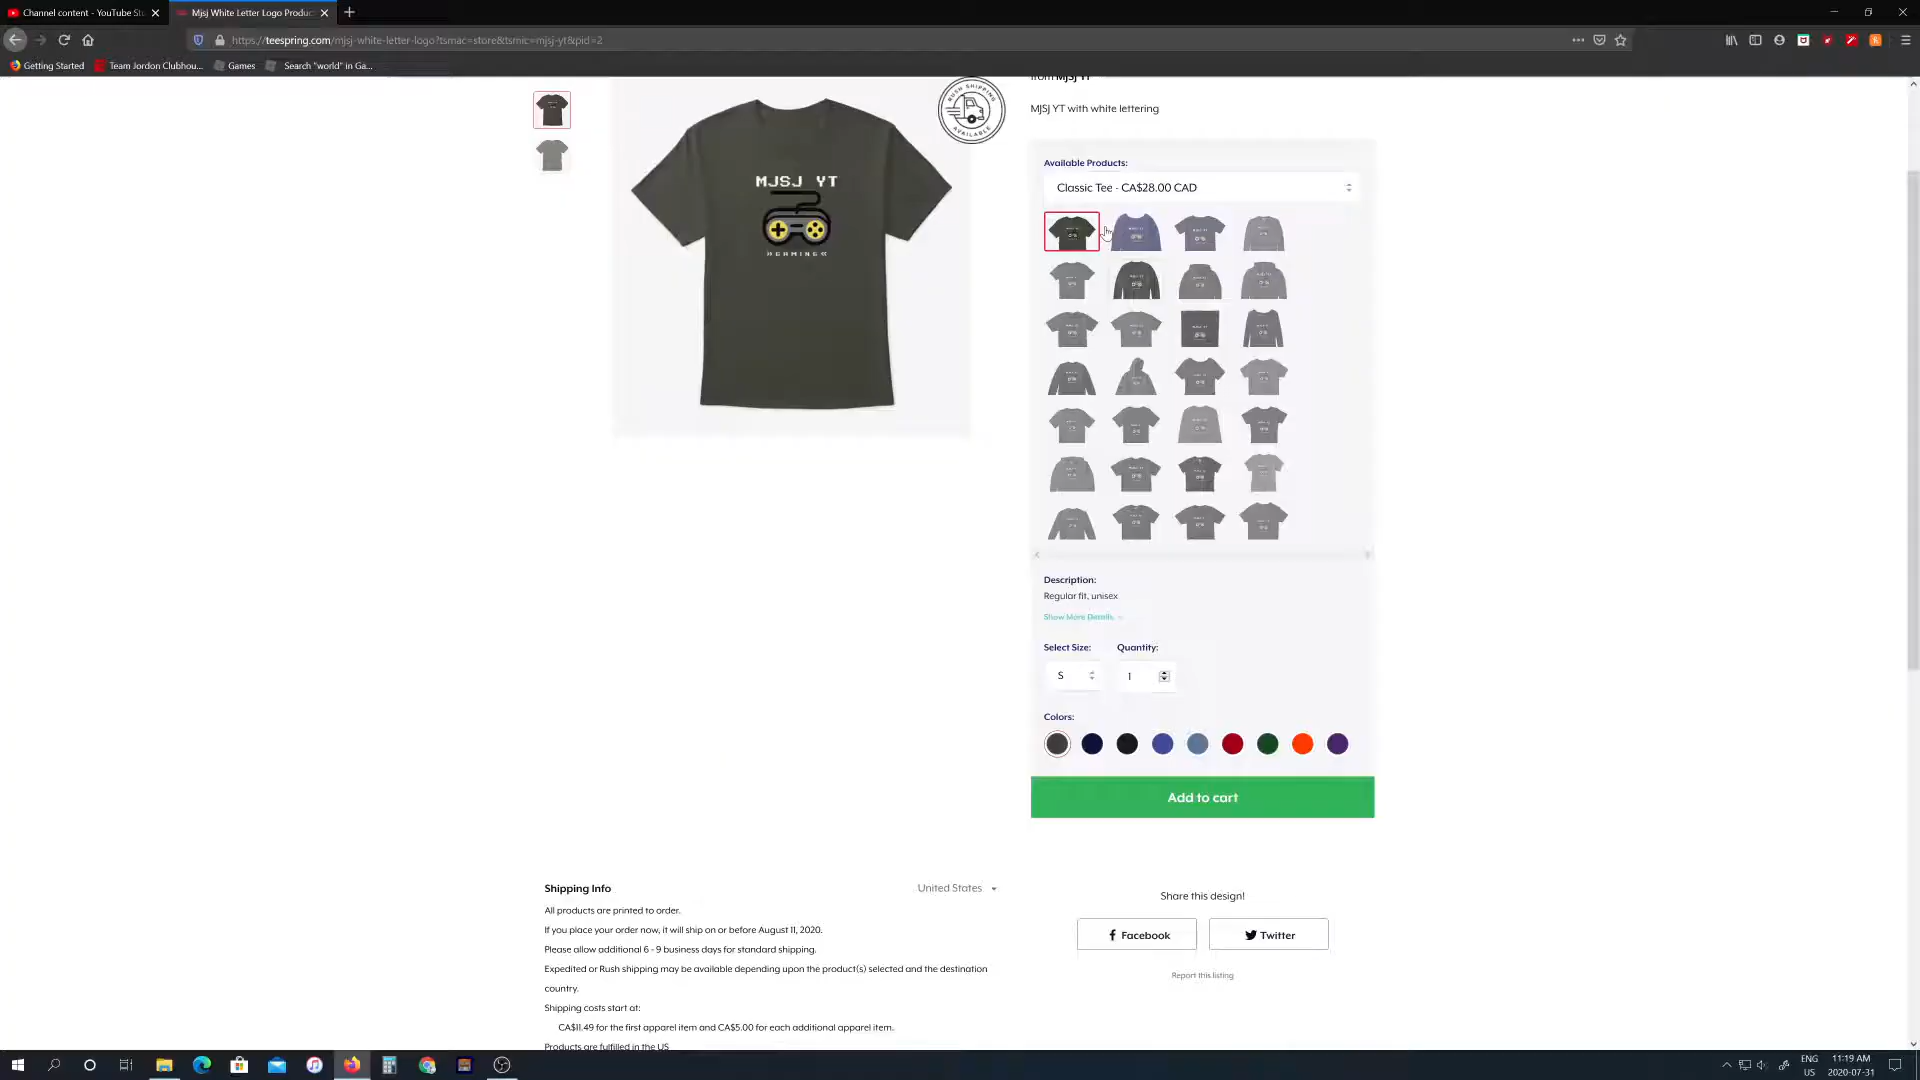 Channel content - YouTube St
Mjsj White Letter Logo Produc
https://teespring.com/mjsj-white-letter-logo?tsmac=store&tsmic=mjsj-yt&pid=2
Getting Started
Team Jordon Clubhou...
Games
Search "world" in Ga...
from MJSJ YT
MJSJ YT with white lettering
RUSH SHIPPING
AVAILABLE
MJSJ YT
Available Products:
Classic Tee - CA$28.00 CAD
Description:
Regular fit, unisex
Show More Details
Select Size:
Quantity:
S
1
Colors:
Add to cart
Shipping Info
United States
All products are printed to order.
If you place your order now, it will ship on or before August 11, 2020.
Please allow additional 6 - 9 business days for standard shipping.
Expedited or Rush shipping may be available depending upon the product(s) selected and the destination
country.
Shipping costs start at:
CA$11.49 for the first apparel item and CA$5.00 for each additional apparel item.
Products are fulfilled in the US
Share this design!
Facebook
Twitter
Report this listing
ENG
US
11:19 AM
2020-07-31